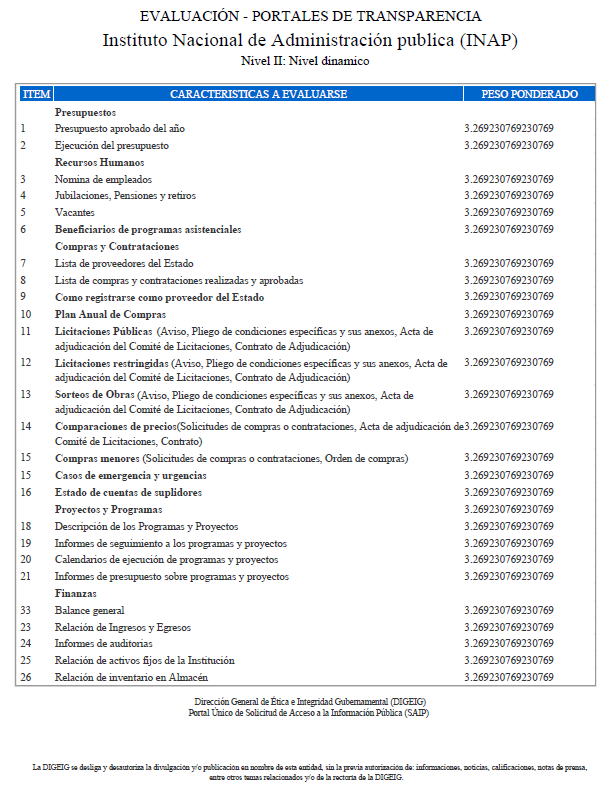 EVALUACIÓN - PORTALES DE TRANSPARENCIA
Instituto Nacional de Administración publica (INAP)
Nivel II: Nivel dinamico
ITEM CARACTERISTICAS A EVALUARSE PESO PONDERADO
Presupuestos
1 Presupuesto aprobado del año 3.269230769230769
2 Ejecución del presupuesto 3.269230769230769
Recursos Humanos
3 Nomina de empleados 3.269230769230769
4 Jubilaciones, Pensiones y retiros 3.269230769230769
5 Vacantes 3.269230769230769
6 Beneficiarios de programas asistenciales 3.269230769230769
Compras y Contrataciones
7 Lista de proveedores del Estado 3.269230769230769
8 Lista de compras y contrataciones realizadas y aprobadas 3.269230769230769
9 Como registrarse como proveedor del Estado 3.269230769230769
10 Plan Anual de Compras 3.269230769230769
11 Licitaciones Públicas (Aviso, Pliego de condiciones específicas y sus anexos, Acta de 3.269230769230769
adjudicación del Comité de Licitaciones, Contrato de Adjudicación)
12 Licitaciones restringidas (Aviso, Pliego de condiciones específicas y sus anexos, Acta de 3.269230769230769
adjudicación del Comité de Licitaciones, Contrato de Adjudicación)
13 Sorteos de Obras (Aviso, Pliego de condiciones específicas y sus anexos, Acta de 3.269230769230769
adjudicación del Comité de Licitaciones, Contrato de Adjudicación)
14 Comparaciones de precios(Solicitudes de compras o contrataciones, Acta de adjudicación de 3.269230769230769
Comité de Licitaciones, Contrato)
15 Compras menores (Solicitudes de compras o contrataciones, Orden de compras) 3.269230769230769
15 Casos de emergencia y urgencias 3.269230769230769
16 Estado de cuentas de suplidores 3.269230769230769
Proyectos y Programas 3.269230769230769
18 Descripción de los Programas y Proyectos 3.269230769230769
19 Informes de seguimiento a los programas y proyectos 3.269230769230769
20 Calendarios de ejecución de programas y proyectos 3.269230769230769
21 Informes de presupuesto sobre programas y proyectos 3.269230769230769
Finanzas
33 Balance general 3.269230769230769
23 Relación de Ingresos y Egresos 3.269230769230769
24 Informes de auditorias 3.269230769230769
25 Relación de activos fijos de la Institución 3.269230769230769
26 Relación de inventario en Almacén 3.269230769230769
Dirección General de Ética e Integridad Gubernamental (DIGEIG)
Portal Único de Solicitud de Acceso a la Información Pública (SAIP)
La DIGEIG se desliga y desautoriza la divulgación y/o publicación en nombre de esta entidad, sin la previa autorización de: informaciones, noticias, calificaciones, notas de prensa,
entre otros temas relacionados y/o de la rectoría de la DIGEIG.